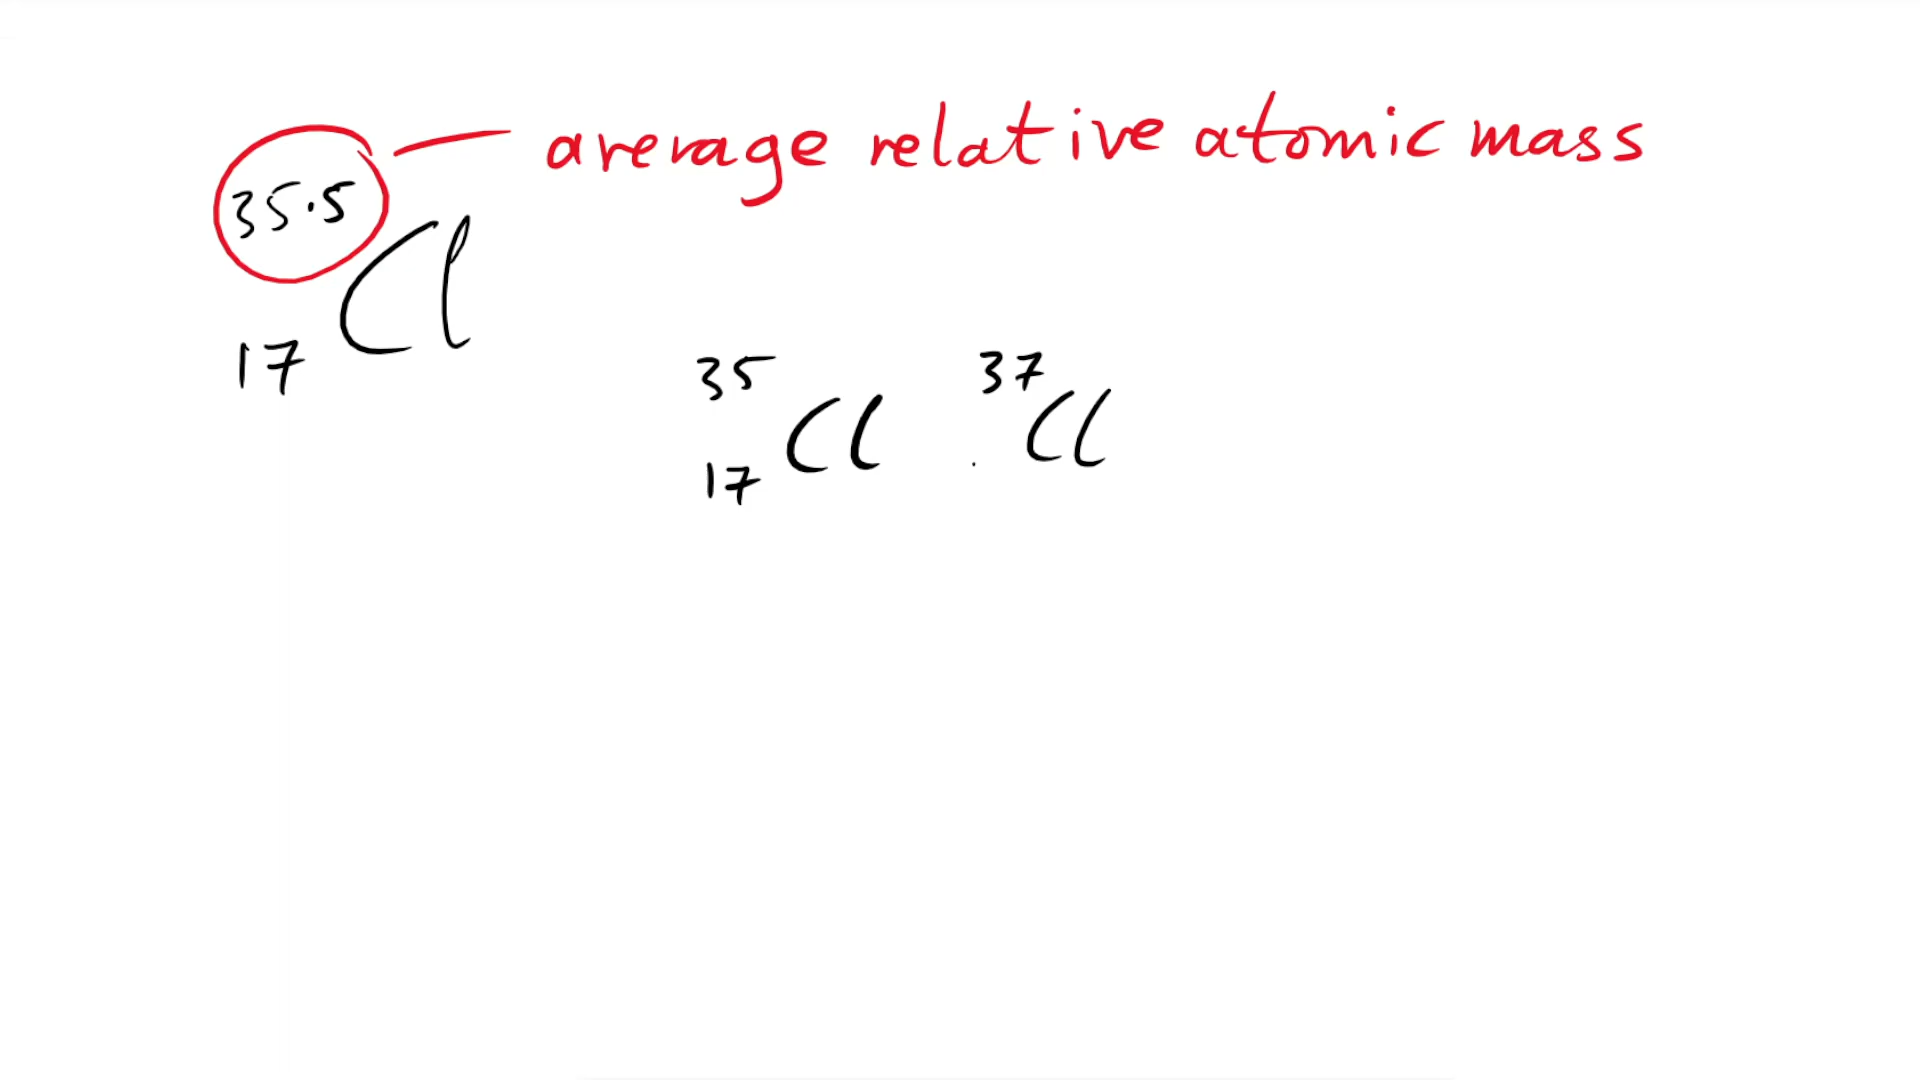 average relative atomic mass
35.5
Cl
17
35 37
Cl Cl
17